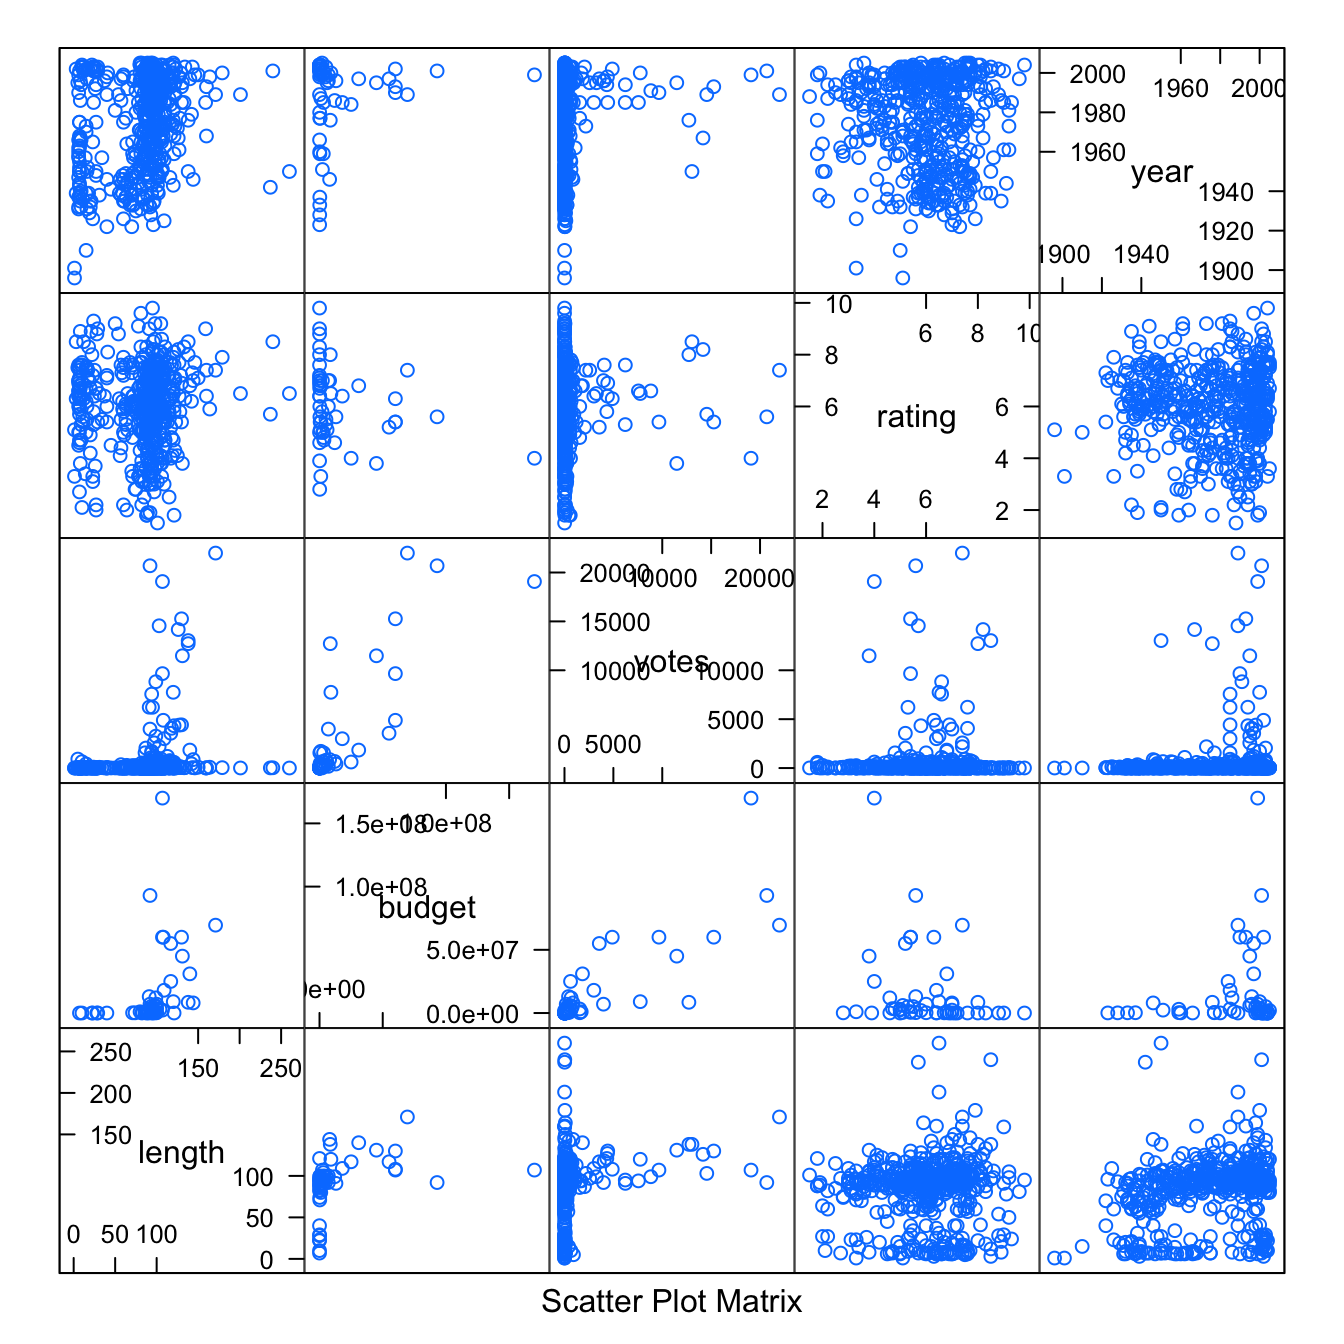 2000 1960 2000
1980
1960
year
1940
1920
1900 1940
1900
10 6 8 10
8
6 rating 6
4
2 4 6 2
20000 10000 20000
15000
10000 votes 10000
5000
0 5000 0
1.5e+08 1.0e+08
1.0e+08
budget
5.0e+07
0e+00 0.0e+00
250 150 250
200
150
length
100
50
0 50 100 0
Scatter Plot Matrix